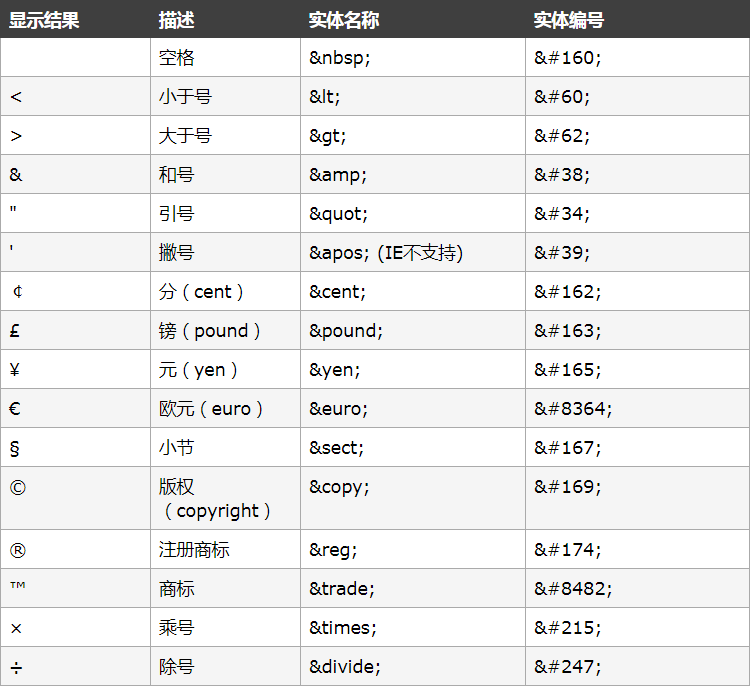 显示结果 描述 实体名称 实体编号
空格 &nbsp; &#160;
< 小于号 &lt; &#60;
> 大于号 &gt; &#62;
& 和号 &amp; &#38;
" 引号 &quot; &#34;
' 撇号 &apos; (IE不支持) &#39;
¢ 分（cent） &cent; &#162;
£ 镑（pound） &pound; &#163;
¥ 元（yen） &yen; &#165;
€ 欧元（euro） &euro; &#8364;
§ 小节 &sect; &#167;
© 版权 &copy; &#169;
（copyright）
® 注册商标 &reg; &#174;
™ 商标 &trade; &#8482;
× 乘号 &times; &#215;
÷ 除号 &divide; &#247;